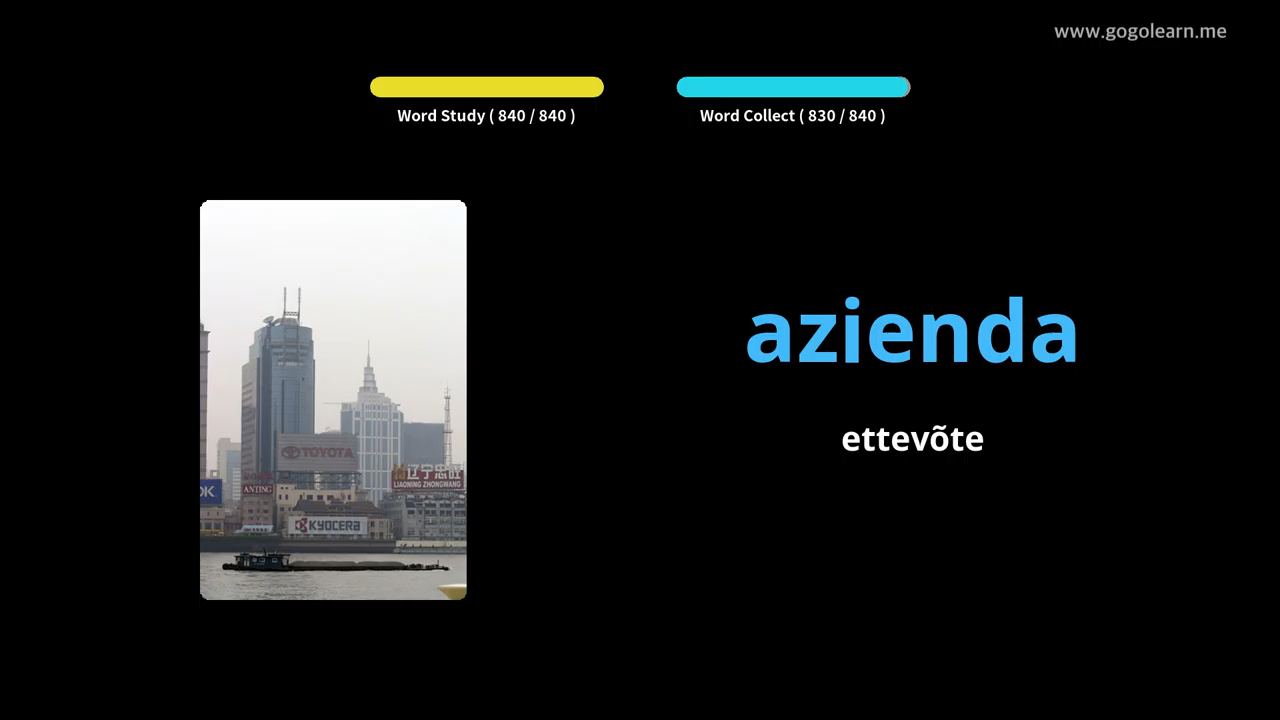 www.gogolearn.me
Word Study ( 840 / 840 )
Word Collect ( 830 / 840 )
azienda
ettevõte
TOYOTA
辽宁忠旺
LIAONING ZHONGWANG
OK
ANTING
KYOCERA